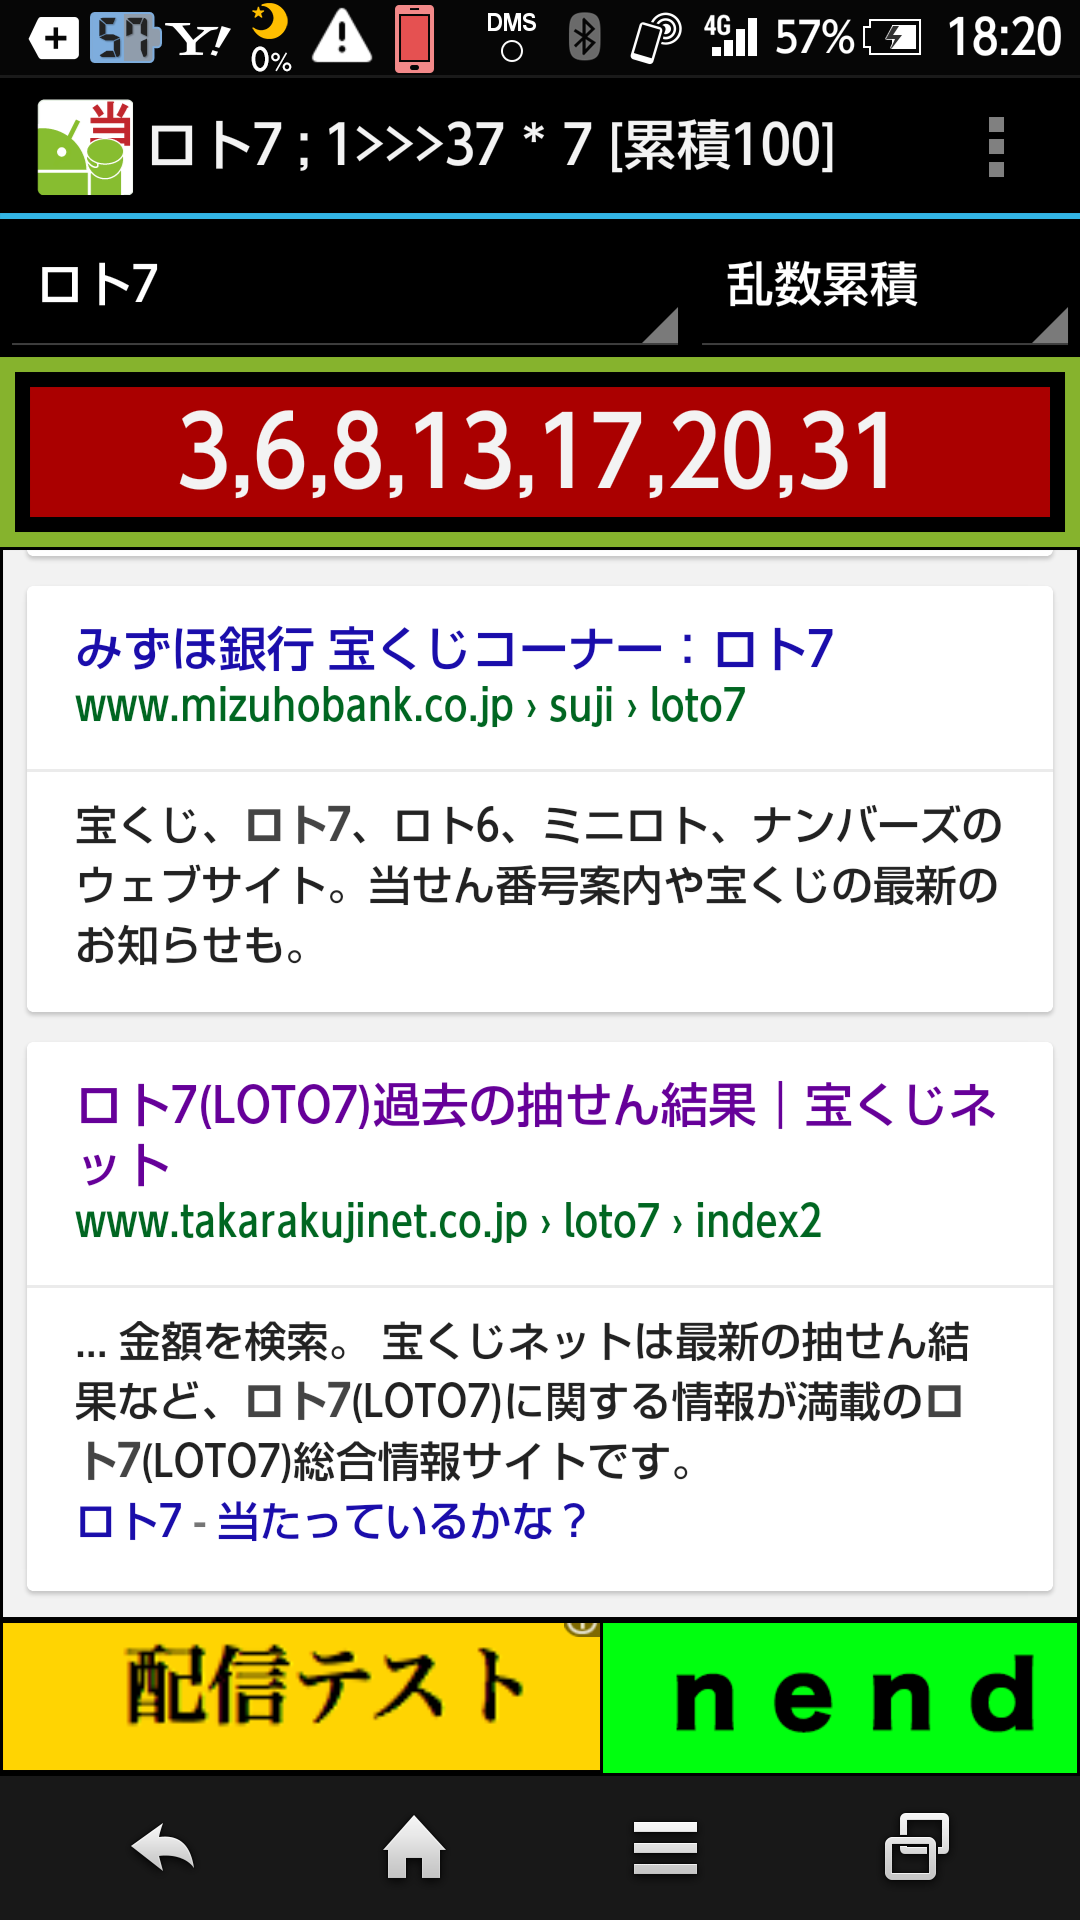 57
Y!
0%
DMS
4G
57%
18:20
当
ロト7 ; 1>>>37 * 7 [累積100]
ロト7
乱数累積
3,6,8,13,17,20,31
みずほ銀行 宝くじコーナー：ロト7
www.mizuhobank.co.jp › suji › loto7
宝くじ、ロト7、ロト6、ミニロト、ナンバーズの
ウェブサイト。当せん番号案内や宝くじの最新の
お知らせも。
ロト7(LOTO7)過去の抽せん結果｜宝くじネ
ット
www.takarakujinet.co.jp › loto7 › index2
... 金額を検索。 宝くじネットは最新の抽せん結
果など、ロト7(LOTO7)に関する情報が満載のロ
ト7(LOTO7)総合情報サイトです。
ロト7 - 当たっているかな？
配信テスト
nend